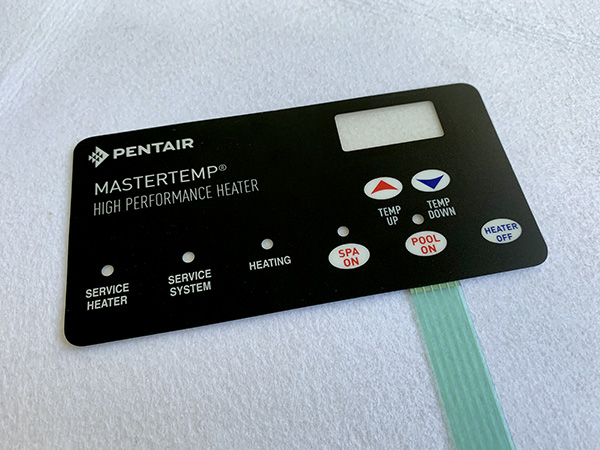 PENTAIR
MASTERTEMP®
HIGH PERFORMANCE HEATER
TEMP
UP
TEMP
DOWN
SERVICE
HEATER
SERVICE
SYSTEM
HEATING
SPA
ON
POOL
ON
HEATER
OFF